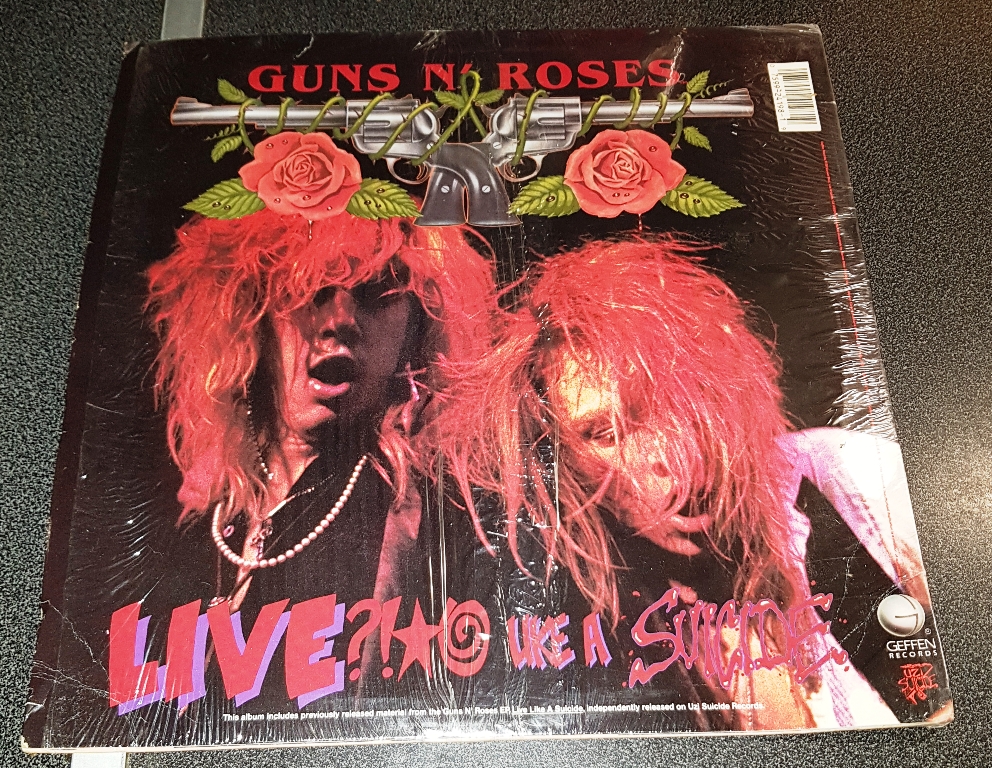 GUNS N' ROSES
LIVE?!★@ LIKE A SUICIDE
GEFFEN
RECORDS
This album includes previously released material from the Guns N' Roses EP, Live Like A Suicide, independently released on Uzi Suicide Records.